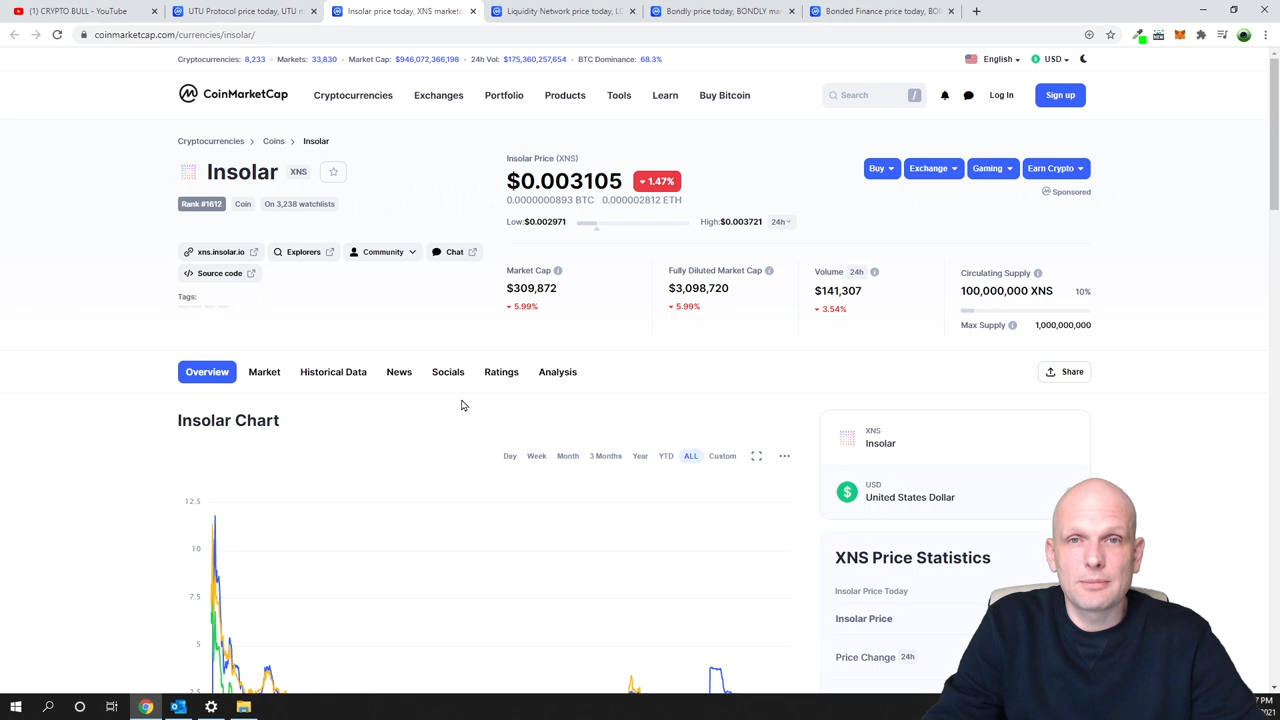 (1) CRYPTO BULL - YouTube
UTU Protocol price today, UTU m
Insolar price today, XNS marketc
Liquidity Network price today, LQ
Bondly price today, BONDLY mar
Bonded Finance price today, BON
coinmarketcap.com/currencies/insolar/
Cryptocurrencies: 8,233 Markets: 33,830 Market Cap: $946,072,366,198 24h Vol: $175,360,257,654 BTC Dominance: 68.3%
English USD
CoinMarketCap
Cryptocurrencies Exchanges Portfolio Products Tools Learn Buy Bitcoin
Search /
Log In
Sign up
Cryptocurrencies > Coins > Insolar
Insolar XNS
Rank #1612 Coin On 3,238 watchlists
xns.insolar.io Explorers Community Chat
Source code
Tags:
Insolar Price (XNS)
$0.003105 1.47%
0.0000000893 BTC 0.000002812 ETH
Low:$0.002971 High:$0.003721 24h
Buy Exchange Gaming Earn Crypto
Sponsored
Market Cap
$309,872
5.99%
Fully Diluted Market Cap
$3,098,720
5.99%
Volume 24h
$141,307
3.54%
Circulating Supply
100,000,000 XNS 10%
Max Supply 1,000,000,000
Overview Market Historical Data News Socials Ratings Analysis
Share
Insolar Chart
Day Week Month 3 Months Year YTD ALL Custom
12.5
10
7.5
5
2.5
XNS
Insolar
USD
United States Dollar
XNS Price Statistics
Insolar Price Today
Insolar Price
Price Change 24h
7 PM
2021